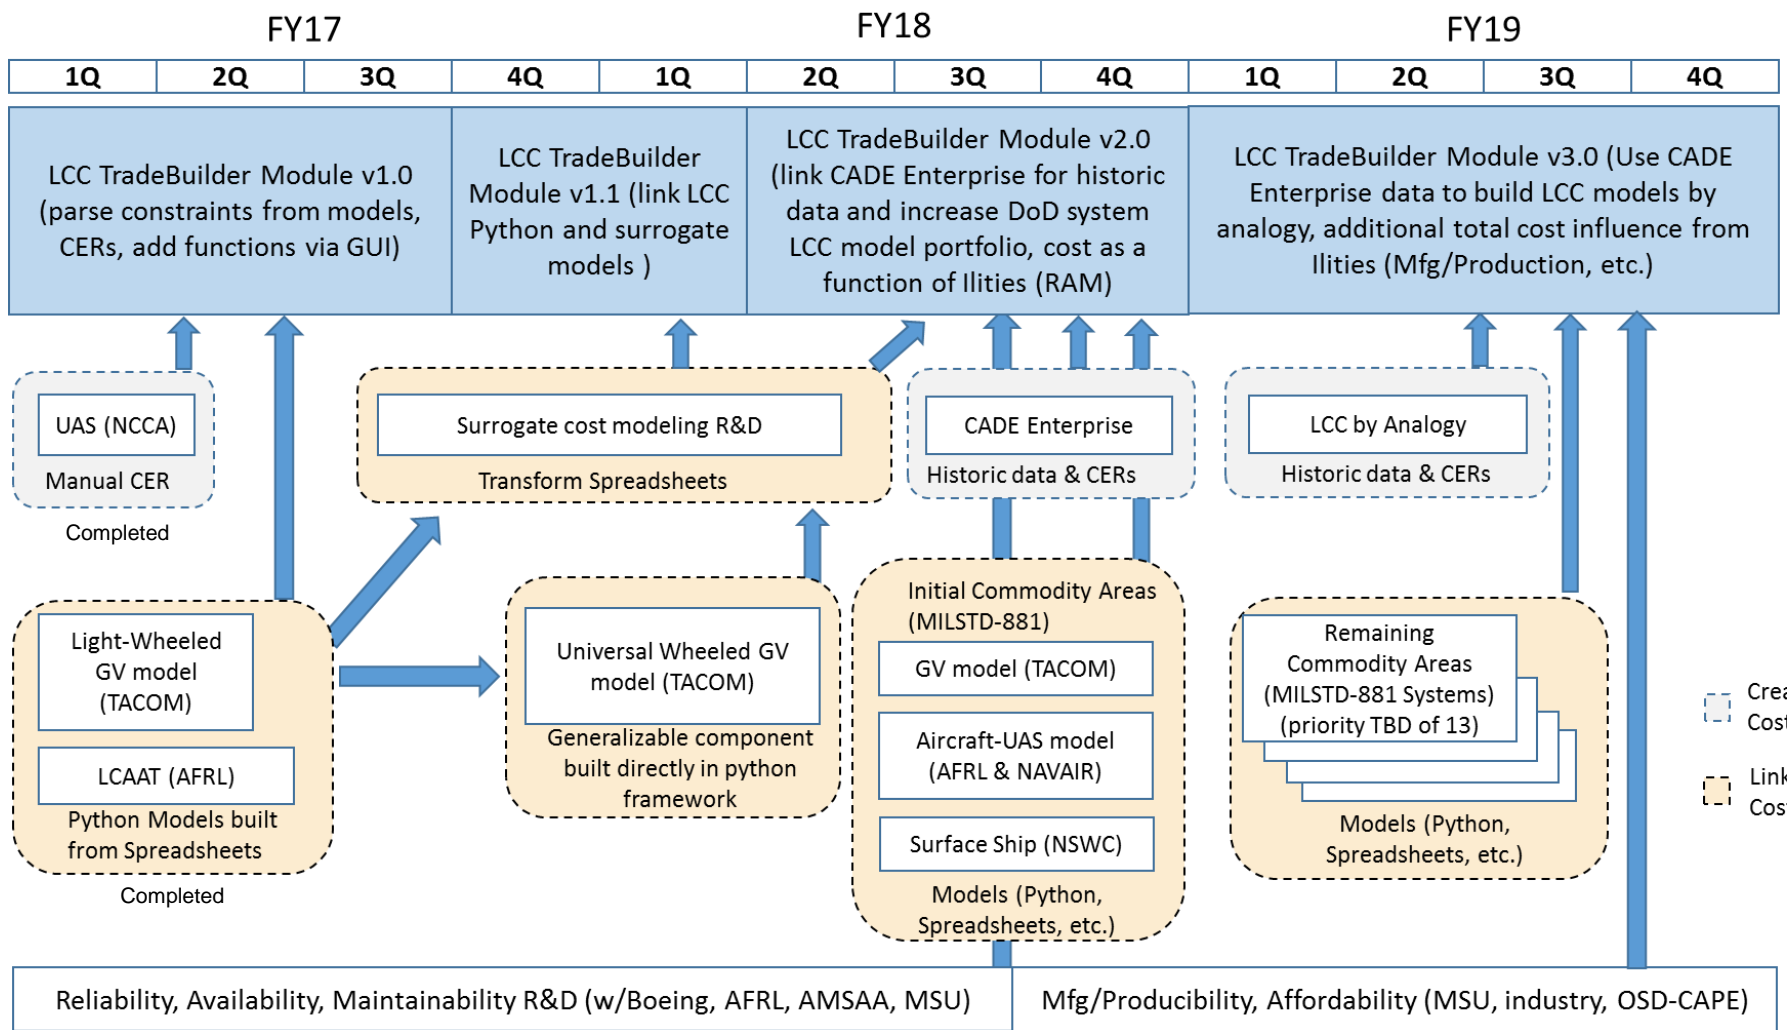 FY17
FY18
FY19
1Q 2Q 3Q 4Q 1Q 2Q 3Q 4Q 1Q 2Q 3Q 4Q
LCC TradeBuilder Module v1.0
(parse constraints from models,
CERs, add functions via GUI)
LCC TradeBuilder
Module v1.1 (link LCC
Python and surrogate
models )
LCC TradeBuilder Module v2.0
(link CADE Enterprise for historic
data and increase DoD system
LCC model portfolio, cost as a
function of Ilities (RAM)
LCC TradeBuilder Module v3.0 (Use CADE
Enterprise data to build LCC models by
analogy, additional total cost influence from
Ilities (Mfg/Production, etc.)
UAS (NCCA)
Manual CER
Completed
Surrogate cost modeling R&D
Transform Spreadsheets
CADE Enterprise
Historic data & CERs
LCC by Analogy
Historic data & CERs
Light-Wheeled
GV model
(TACOM)
LCAAT (AFRL)
Python Models built
from Spreadsheets
Completed
Universal Wheeled GV
model (TACOM)
Generalizable component
built directly in python
framework
Initial Commodity Areas
(MILSTD-881)
GV model (TACOM)
Aircraft-UAS model
(AFRL & NAVAIR)
Surface Ship (NSWC)
Models (Python,
Spreadsheets, etc.)
Remaining
Commodity Areas
(MILSTD-881 Systems)
(priority TBD of 13)
Models (Python,
Spreadsheets, etc.)
Crea
Cost
Link
Cost
Reliability, Availability, Maintainability R&D (w/Boeing, AFRL, AMSAA, MSU)
Mfg/Producibility, Affordability (MSU, industry, OSD-CAPE)